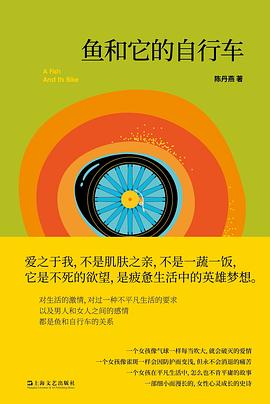 鱼和它的自行车
A Fish
And Its Bike
陈丹燕 著
爱之于我，不是肌肤之亲，不是一蔬一饭，
它是不死的欲望，是疲惫生活中的英雄梦想。
对生活的激情，对过一种不平凡生活的要求
以及男人和女人之间的感情
都是鱼和自行车的关系
一个女孩像气球一样每当吹大，就会破灭的爱情
一个女孩像霍斑一样会因防护而变浅，但永不会消退的痛苦
一个女孩在平凡生活中，怎么也不肯平庸的故事
一部细小而漫长的，女性心灵成长的史诗
上海文艺出版社